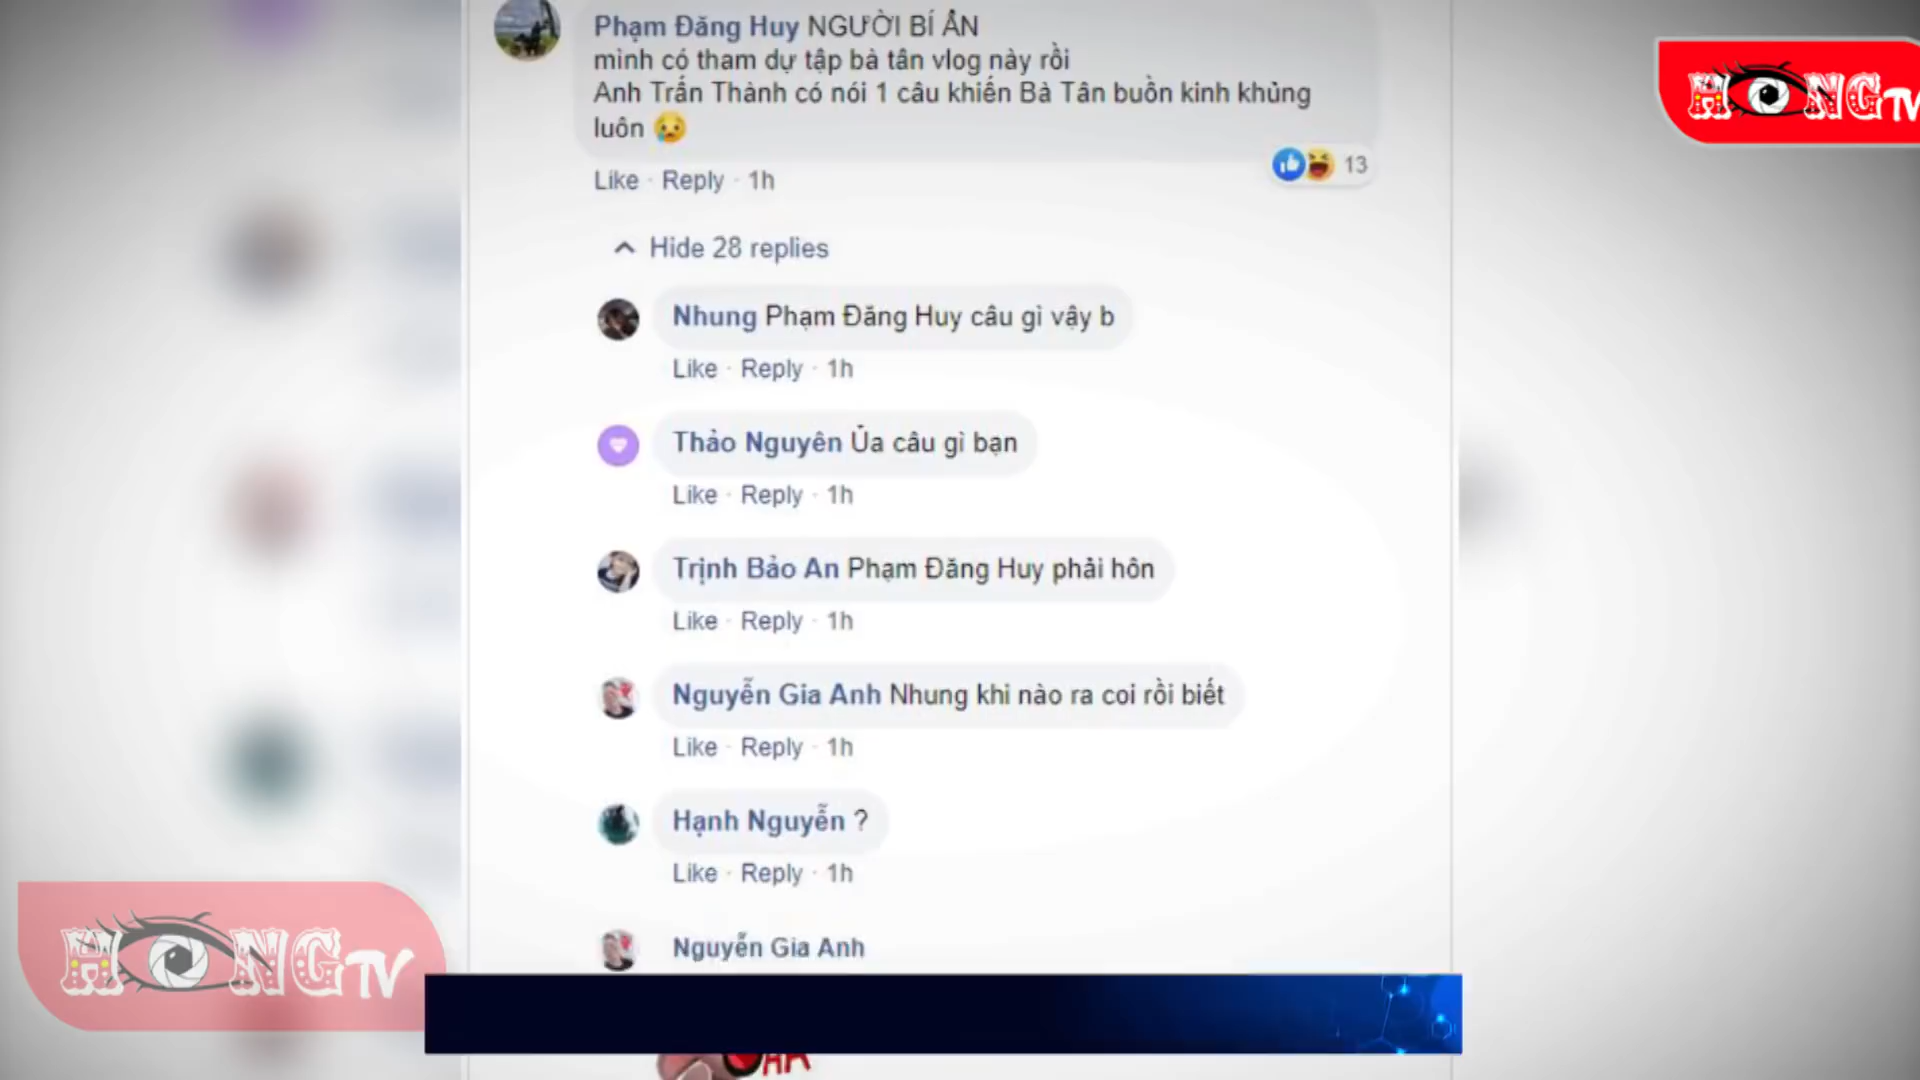 Phạm Đăng Huy NGƯỜI BÍ ẨN
mình có tham dự tập bà tân vlog này rồi
Anh Trấn Thành có nói 1 câu khiến Bà Tân buồn kinh khủng
luôn 😢
13
Like · Reply · 1h
Hide 28 replies
Nhung Phạm Đăng Huy câu gì vậy b
Like · Reply · 1h
Thảo Nguyên Ủa câu gì bạn
Like · Reply · 1h
Trịnh Bảo An Phạm Đăng Huy phải hôn
Like · Reply · 1h
Nguyễn Gia Anh Nhung khi nào ra coi rồi biết
Like · Reply · 1h
Hạnh Nguyễn ?
Like · Reply · 1h
Nguyễn Gia Anh
HONG TV
HONG TV